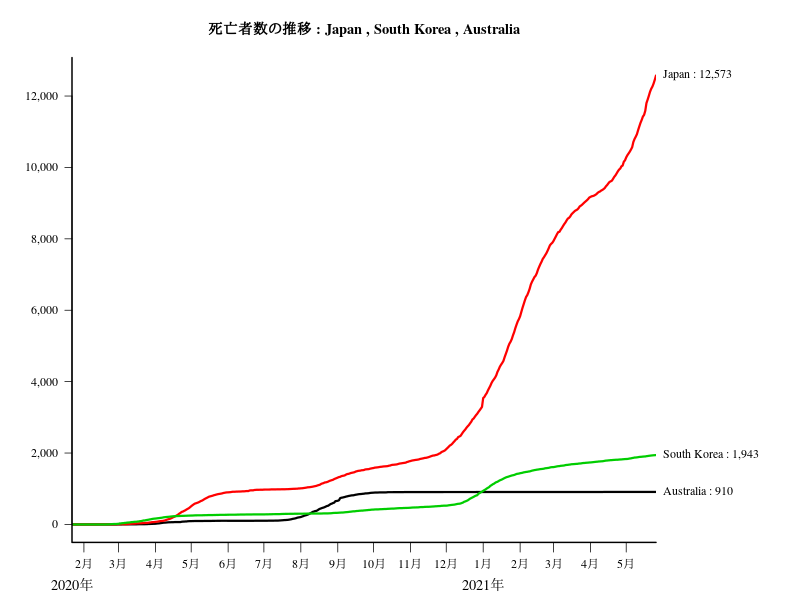 死亡者数の推移 : Japan , South Korea , Australia
Japan : 12,573
12,000
10,000
8,000
6,000
4,000
2,000
South Korea : 1,943
Australia : 910
0
2月 3月 4月 5月 6月 7月 8月 9月 10月 11月 12月 1月 2月 3月 4月 5月
2020年 2021年